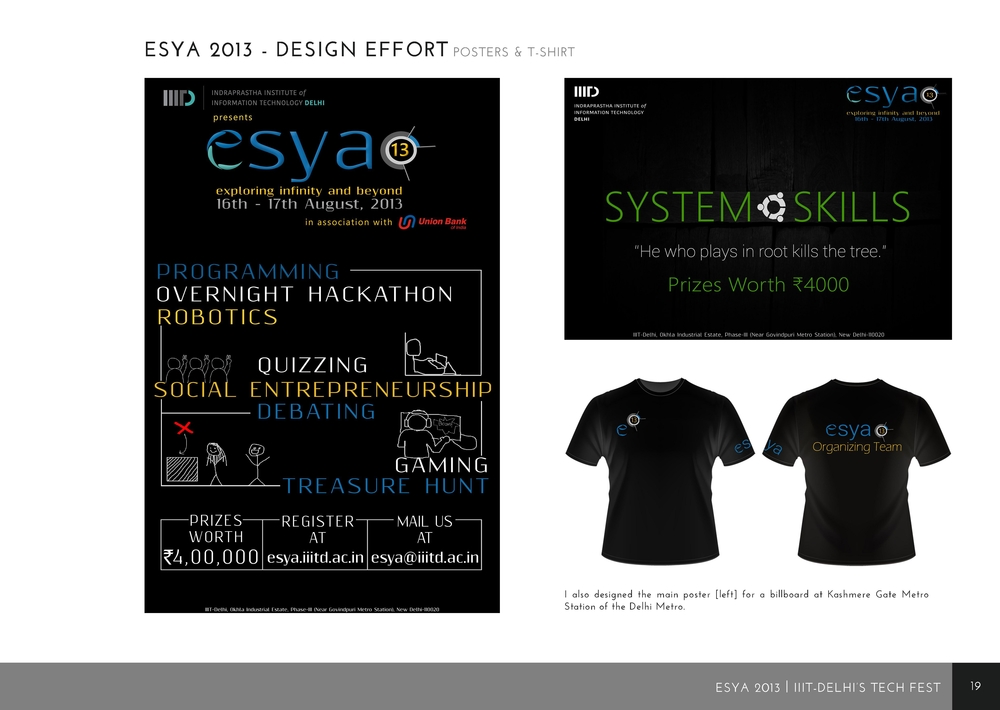 ESYA 2013 - DESIGN EFFORT POSTERS & T-SHIRT
IIITD
INDRAPRASTHA INSTITUTE of
INFORMATION TECHNOLOGY DELHI
presents
esya 13
exploring infinity and beyond
16th - 17th August, 2013
in association with Union Bank
of India
PROGRAMMING
OVERNIGHT HACKATHON
ROBOTICS
QUIZZING
SOCIAL ENTREPRENEURSHIP
DEBATING
GAMING
TREASURE HUNT
PRIZES
WORTH
₹4,00,000
REGISTER
AT
esya.iiitd.ac.in
MAIL US
AT
esya@iiitd.ac.in
IIIT-Delhi, Okhla Industrial Estate, Phase-III (Near Govindpuri Metro Station), New Delhi-110020
IIITD
INDRAPRASTHA INSTITUTE of
INFORMATION TECHNOLOGY
DELHI
esya 13
exploring infinity and beyond
16th - 17th August, 2013
SYSTEM SKILLS
“He who plays in root kills the tree.”
Prizes Worth ₹4000
IIIT-Delhi, Okhla Industrial Estate, Phase-III (Near Govindpuri Metro Station), New Delhi-110020
e 13
es
ya
esya 13
Organizing Team
I also designed the main poster [left] for a billboard at Kashmere Gate Metro
Station of the Delhi Metro.
ESYA 2013 | IIIT-DELHI'S TECH FEST
19